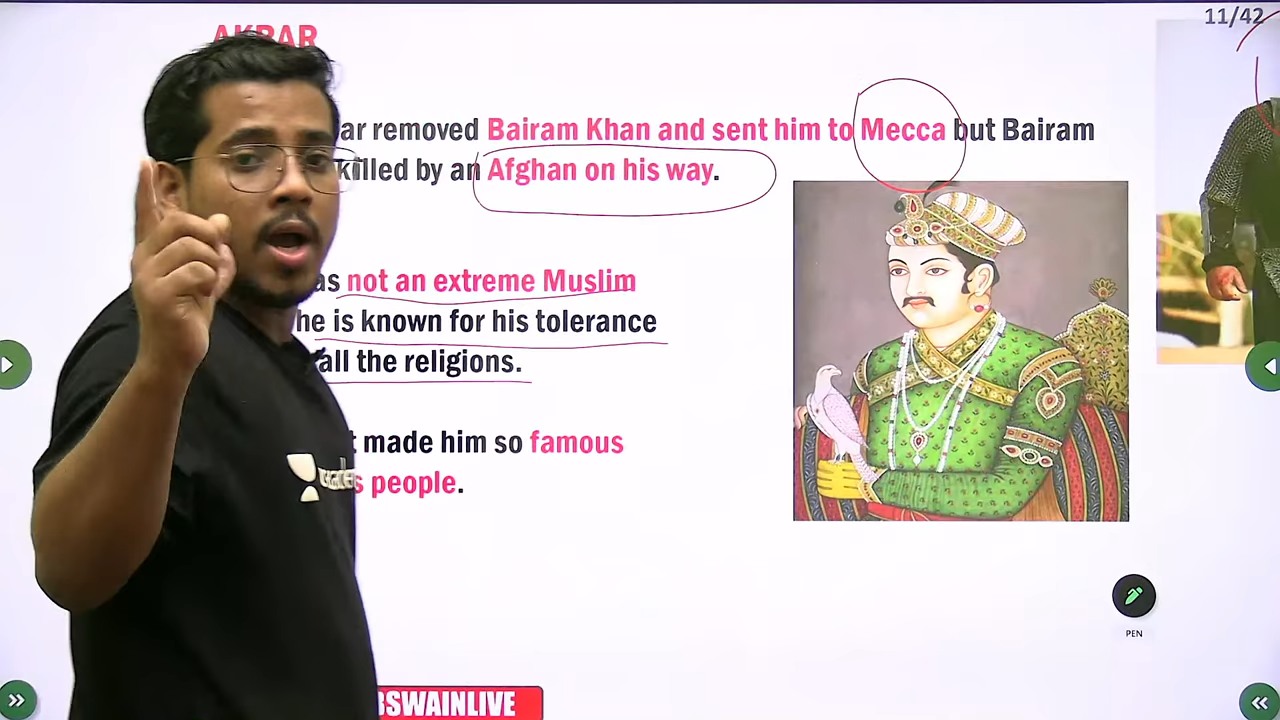 11/42
AKBAR
ar removed Bairam Khan and sent him to Mecca but Bairam
killed by an Afghan on his way.
as not an extreme Muslim
he is known for his tolerance
all the religions.
t made him so famous
s people.
PEN
BSWAINLIVE